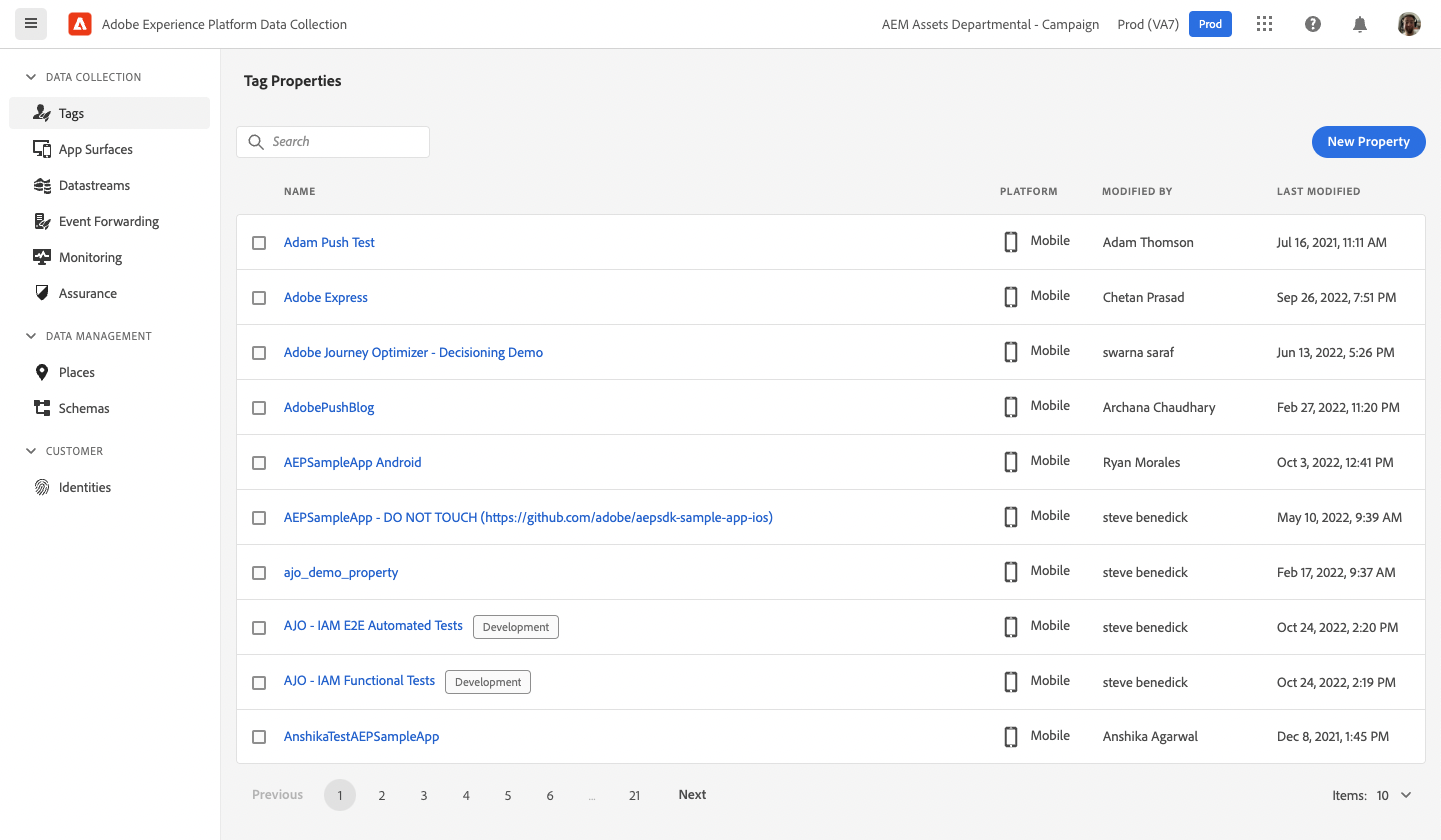 Adobe Experience Platform Data Collection
AEM Assets Departmental - Campaign Prod (VA7) Prod
DATA COLLECTION
Tags
App Surfaces
Datastreams
Event Forwarding
Monitoring
Assurance
DATA MANAGEMENT
Places
Schemas
CUSTOMER
Identities
Tag Properties
Search
New Property
NAME PLATFORM MODIFIED BY LAST MODIFIED
Adam Push Test Mobile Adam Thomson Jul 16, 2021, 11:11 AM
Adobe Express Mobile Chetan Prasad Sep 26, 2022, 7:51 PM
Adobe Journey Optimizer - Decisioning Demo Mobile swarna saraf Jun 13, 2022, 5:26 PM
AdobePushBlog Mobile Archana Chaudhary Feb 27, 2022, 11:20 PM
AEPSampleApp Android Mobile Ryan Morales Oct 3, 2022, 12:41 PM
AEPSampleApp - DO NOT TOUCH (https://github.com/adobe/aepsdk-sample-app-ios) Mobile steve benedick May 10, 2022, 9:39 AM
ajo_demo_property Mobile steve benedick Feb 17, 2022, 9:37 AM
AJO - IAM E2E Automated Tests Development Mobile steve benedick Oct 24, 2022, 2:20 PM
AJO - IAM Functional Tests Development Mobile steve benedick Oct 24, 2022, 2:19 PM
AnshikaTestAEPSampleApp Mobile Anshika Agarwal Dec 8, 2021, 1:45 PM
Previous 1 2 3 4 5 6 ... 21 Next
Items: 10